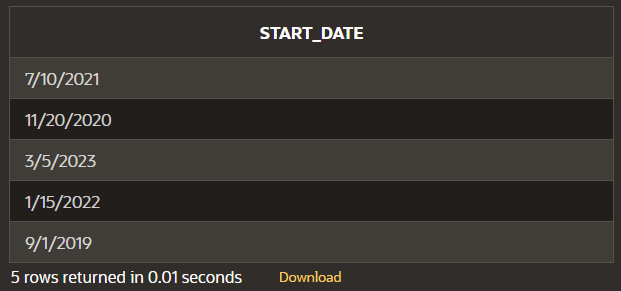 START_DATE
7/10/2021
11/20/2020
3/5/2023
1/15/2022
9/1/2019
5 rows returned in 0.01 seconds Download